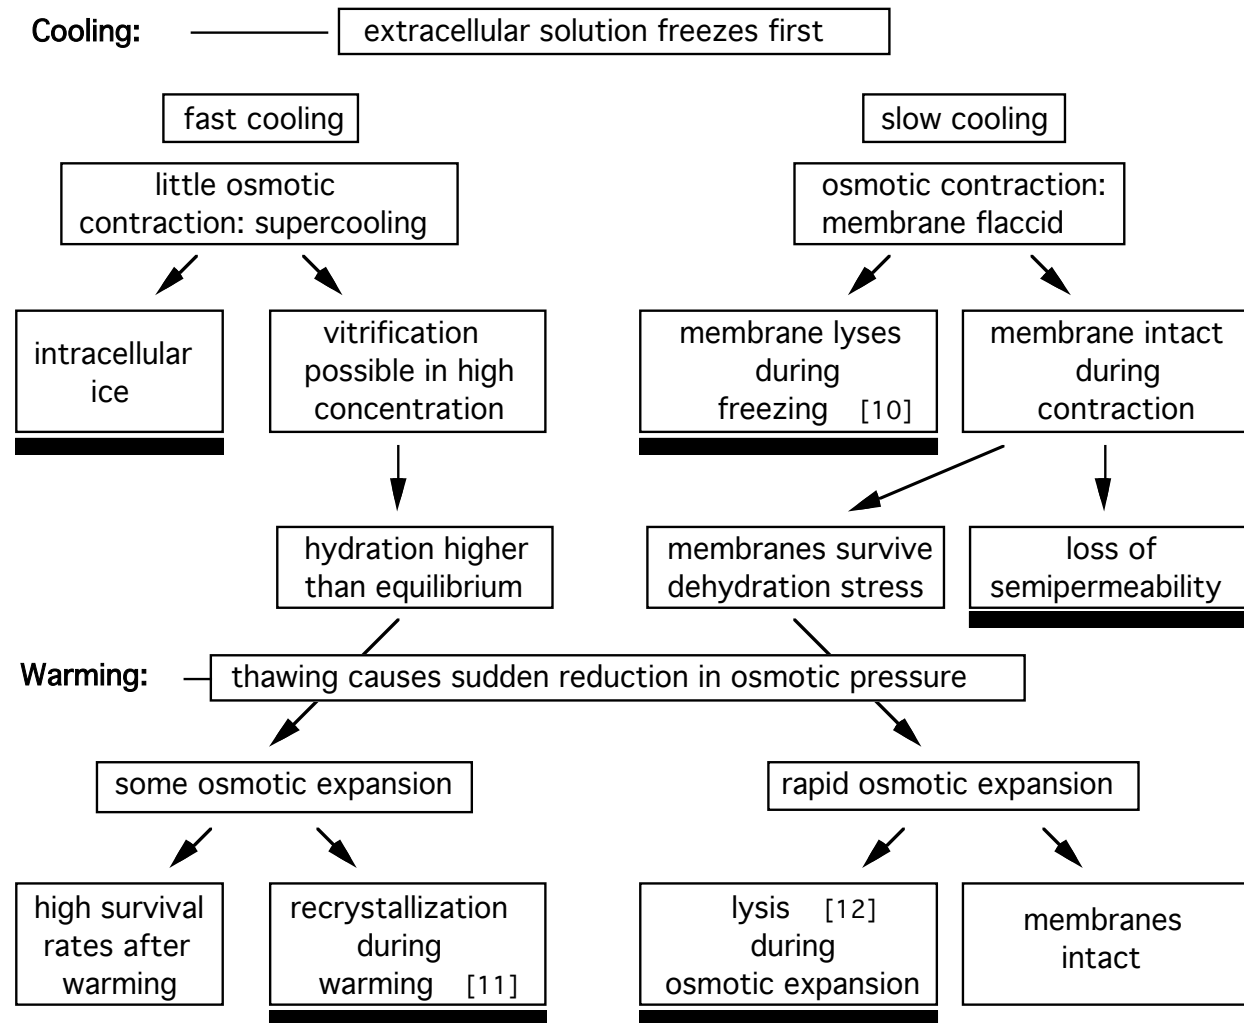 Cooling:
extracellular solution freezes first
fast cooling
slow cooling
little osmotic
contraction: supercooling
osmotic contraction:
membrane flaccid
intracellular
ice
vitrification
possible in high
concentration
membrane lyses
during
freezing [10]
membrane intact
during
contraction
hydration higher
than equilibrium
membranes survive
dehydration stress
loss of
semipermeability
Warming:
thawing causes sudden reduction in osmotic pressure
some osmotic expansion
rapid osmotic expansion
high survival
rates after
warming
recrystallization
during
warming [11]
lysis [12]
during
osmotic expansion
membranes
intact